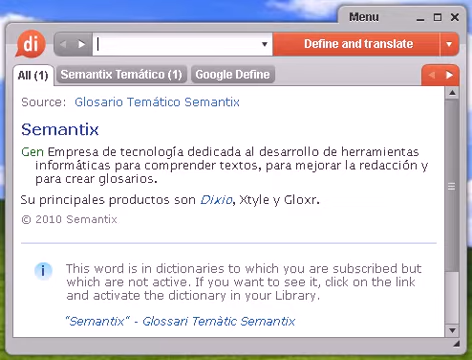 Menu
di
Define and translate
All (1)
Semantix Temático (1)
Google Define
Source: Glosario Temático Semantix
Semantix
Gen Empresa de tecnología dedicada al desarrollo de herramientas
informáticas para comprender textos, para mejorar la redacción y
para crear glosarios.
Su principales productos son Dixio, Xtyle y Gloxr.
© 2010 Semantix
This word is in dictionaries to which you are subscribed but
which are not active. If you want to see it, click on the link
and activate the dictionary in your Library.
"Semantix" - Glossari Temàtic Semantix